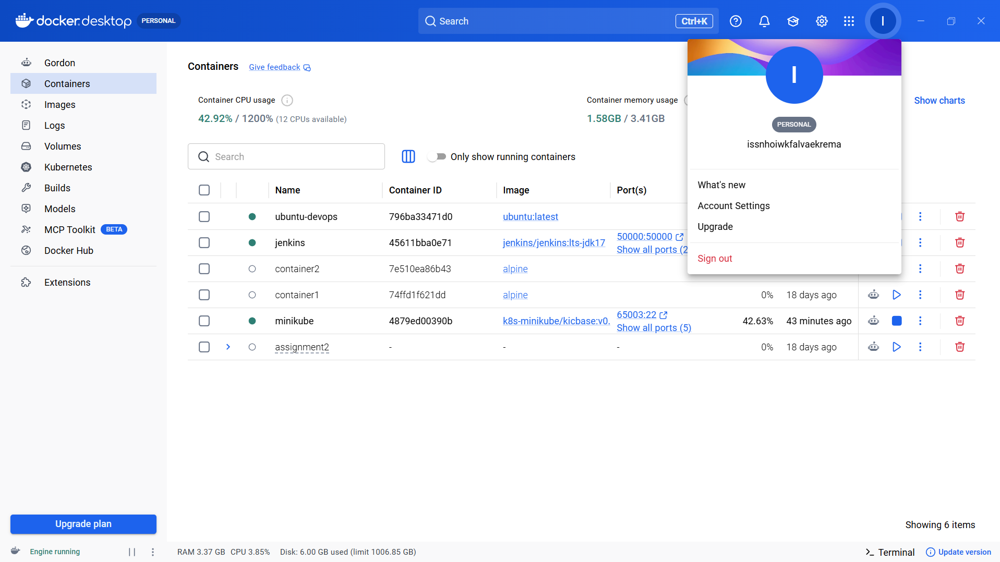 docker.desktop PERSONAL
Search Ctrl+K
I
Gordon
Containers
Images
Logs
Volumes
Kubernetes
Builds
Models
MCP Toolkit BETA
Docker Hub
Extensions
Upgrade plan
Engine running
Containers Give feedback
Container CPU usage
42.92% / 1200% (12 CPUs available)
Container memory usage
1.58GB / 3.41GB
Show charts
Search
Only show running containers
Name Container ID Image Port(s)
ubuntu-devops 796ba33471d0 ubuntu:latest
jenkins 45611bba0e71 jenkins/jenkins:lts-jdk17 50000:50000
Show all ports (2
container2 7e510ea86b43 alpine
container1 74ffd1f621dd alpine 0% 18 days ago
minikube 4879ed00390b k8s-minikube/kicbase:v0. 65003:22 42.63% 43 minutes ago
Show all ports (5)
assignment2 - - - 0% 18 days ago
I
PERSONAL
issnhoiwkfalvaekrema
What's new
Account Settings
Upgrade
Sign out
Showing 6 items
RAM 3.37 GB CPU 3.85% Disk: 6.00 GB used (limit 1006.85 GB)
Terminal Update version